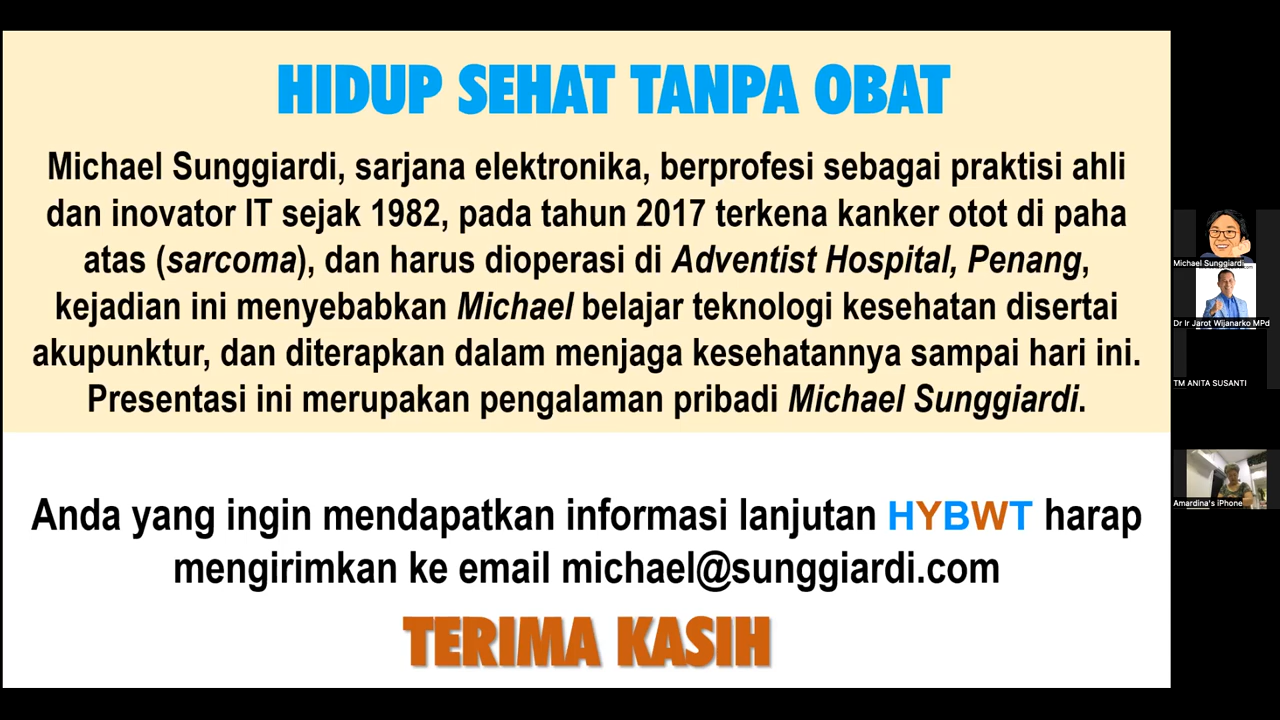 HIDUP SEHAT TANPA OBAT
Michael Sunggiardi, sarjana elektronika, berprofesi sebagai praktisi ahli
dan inovator IT sejak 1982, pada tahun 2017 terkena kanker otot di paha
atas (sarcoma), dan harus dioperasi di Adventist Hospital, Penang,
kejadian ini menyebabkan Michael belajar teknologi kesehatan disertai
akupunktur, dan diterapkan dalam menjaga kesehatannya sampai hari ini.
Presentasi ini merupakan pengalaman pribadi Michael Sunggiardi.
Anda yang ingin mendapatkan informasi lanjutan HYBWT harap
mengirimkan ke email michael@sunggiardi.com
TERIMA KASIH
Michael Sunggiardi
Dr Ir Jarot Wijanarko MPd
TM ANITA SUSANTI
Amardina's iPhone